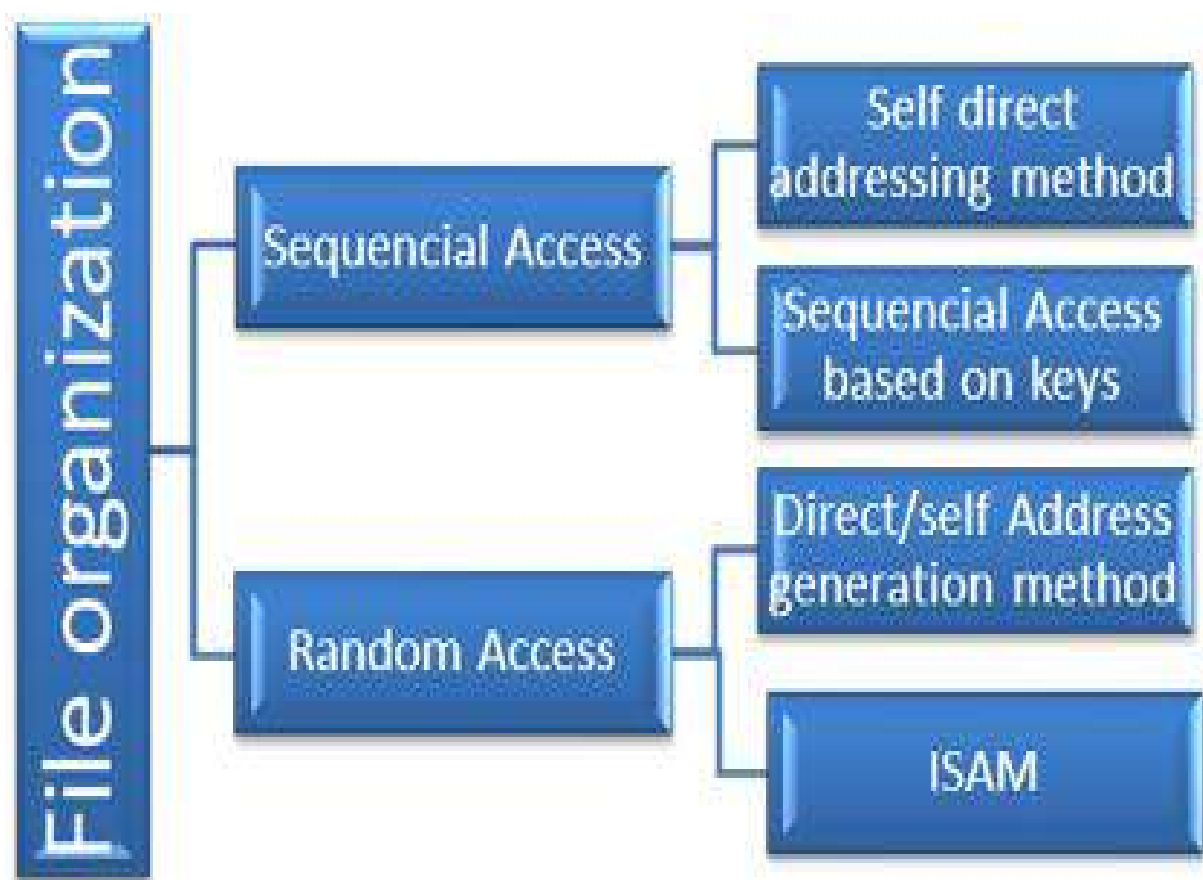 File organization
Sequencial Access
Self direct
addressing method
Sequencial Access
based on keys
Random Access
Direct/self Address
generation method
ISAM